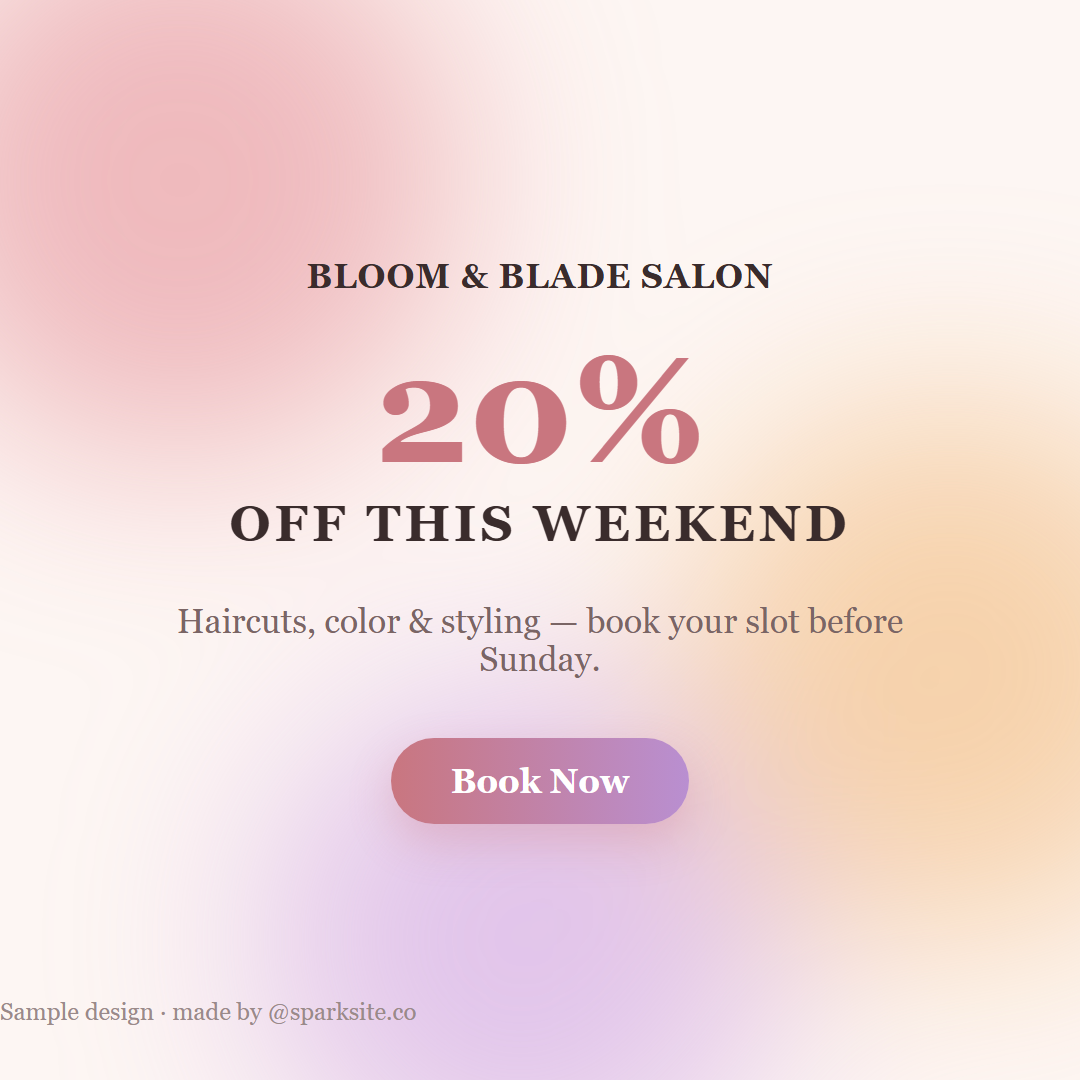 BLOOM & BLADE SALON
20%
OFF THIS WEEKEND
Haircuts, color & styling — book your slot before
Sunday.
Book Now
Sample design · made by @sparksite.co